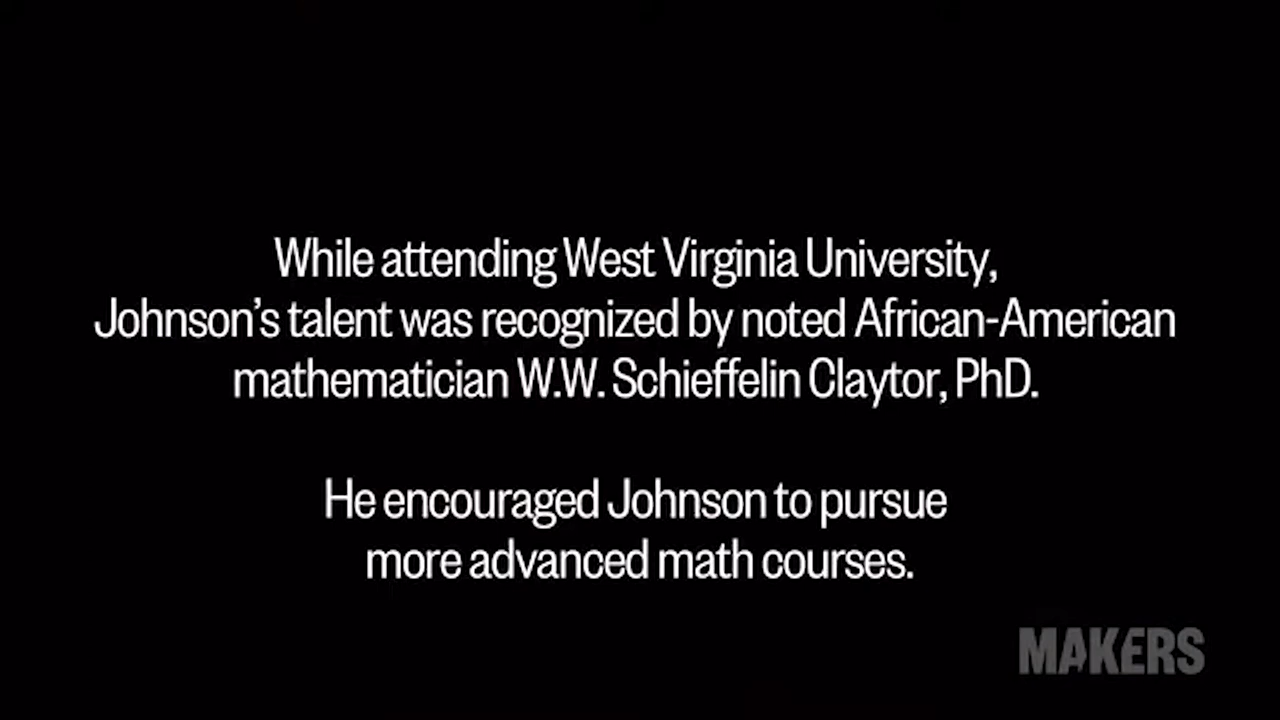 While attending West Virginia University,
Johnson’s talent was recognized by noted African-American
mathematician W.W. Schieffelin Claytor, PhD.
He encouraged Johnson to pursue
more advanced math courses.
MAKERS